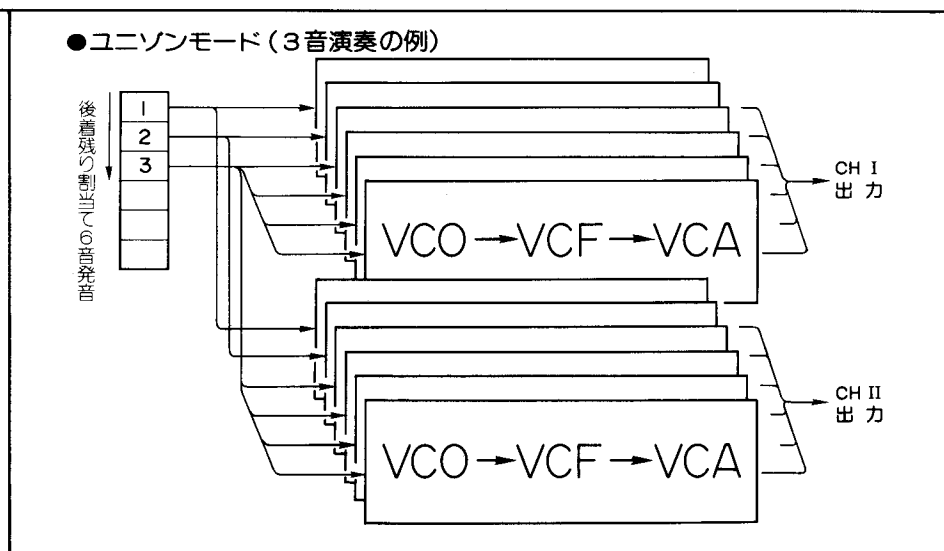 ●ユニゾンモード(3音演奏の例)
後着残り割当て6音発音
1
2
3
VCO→VCF→VCA
CH I
出力
VCO→VCF→VCA
CH II
出力